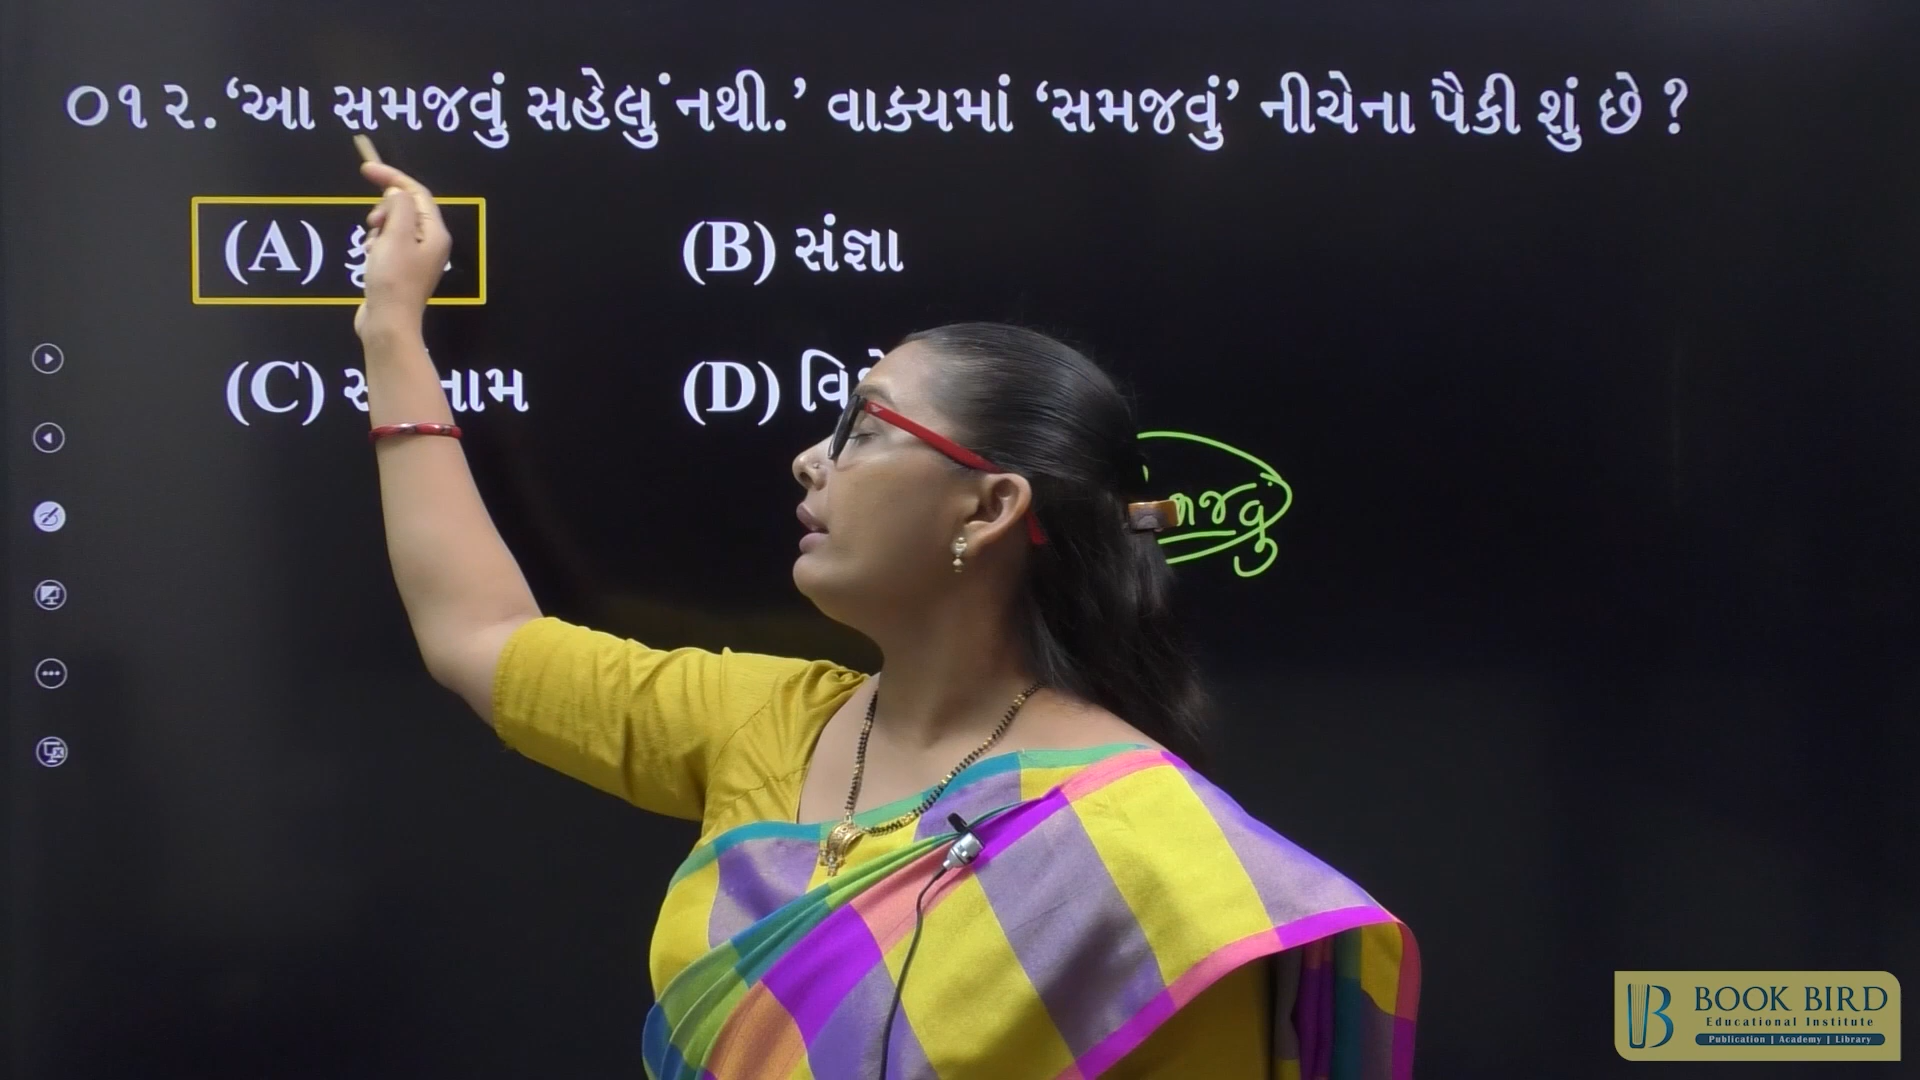 ૦૧૨. ‘આ સમજવું સહેલું નથી.’ વાક્યમાં ‘સમજવું’ નીચેના પૈકી શું છે ?
(A) (B) સંજ્ઞા
(C) (D)
BOOK BIRD
Educational Institute
Publication | Academy | Library